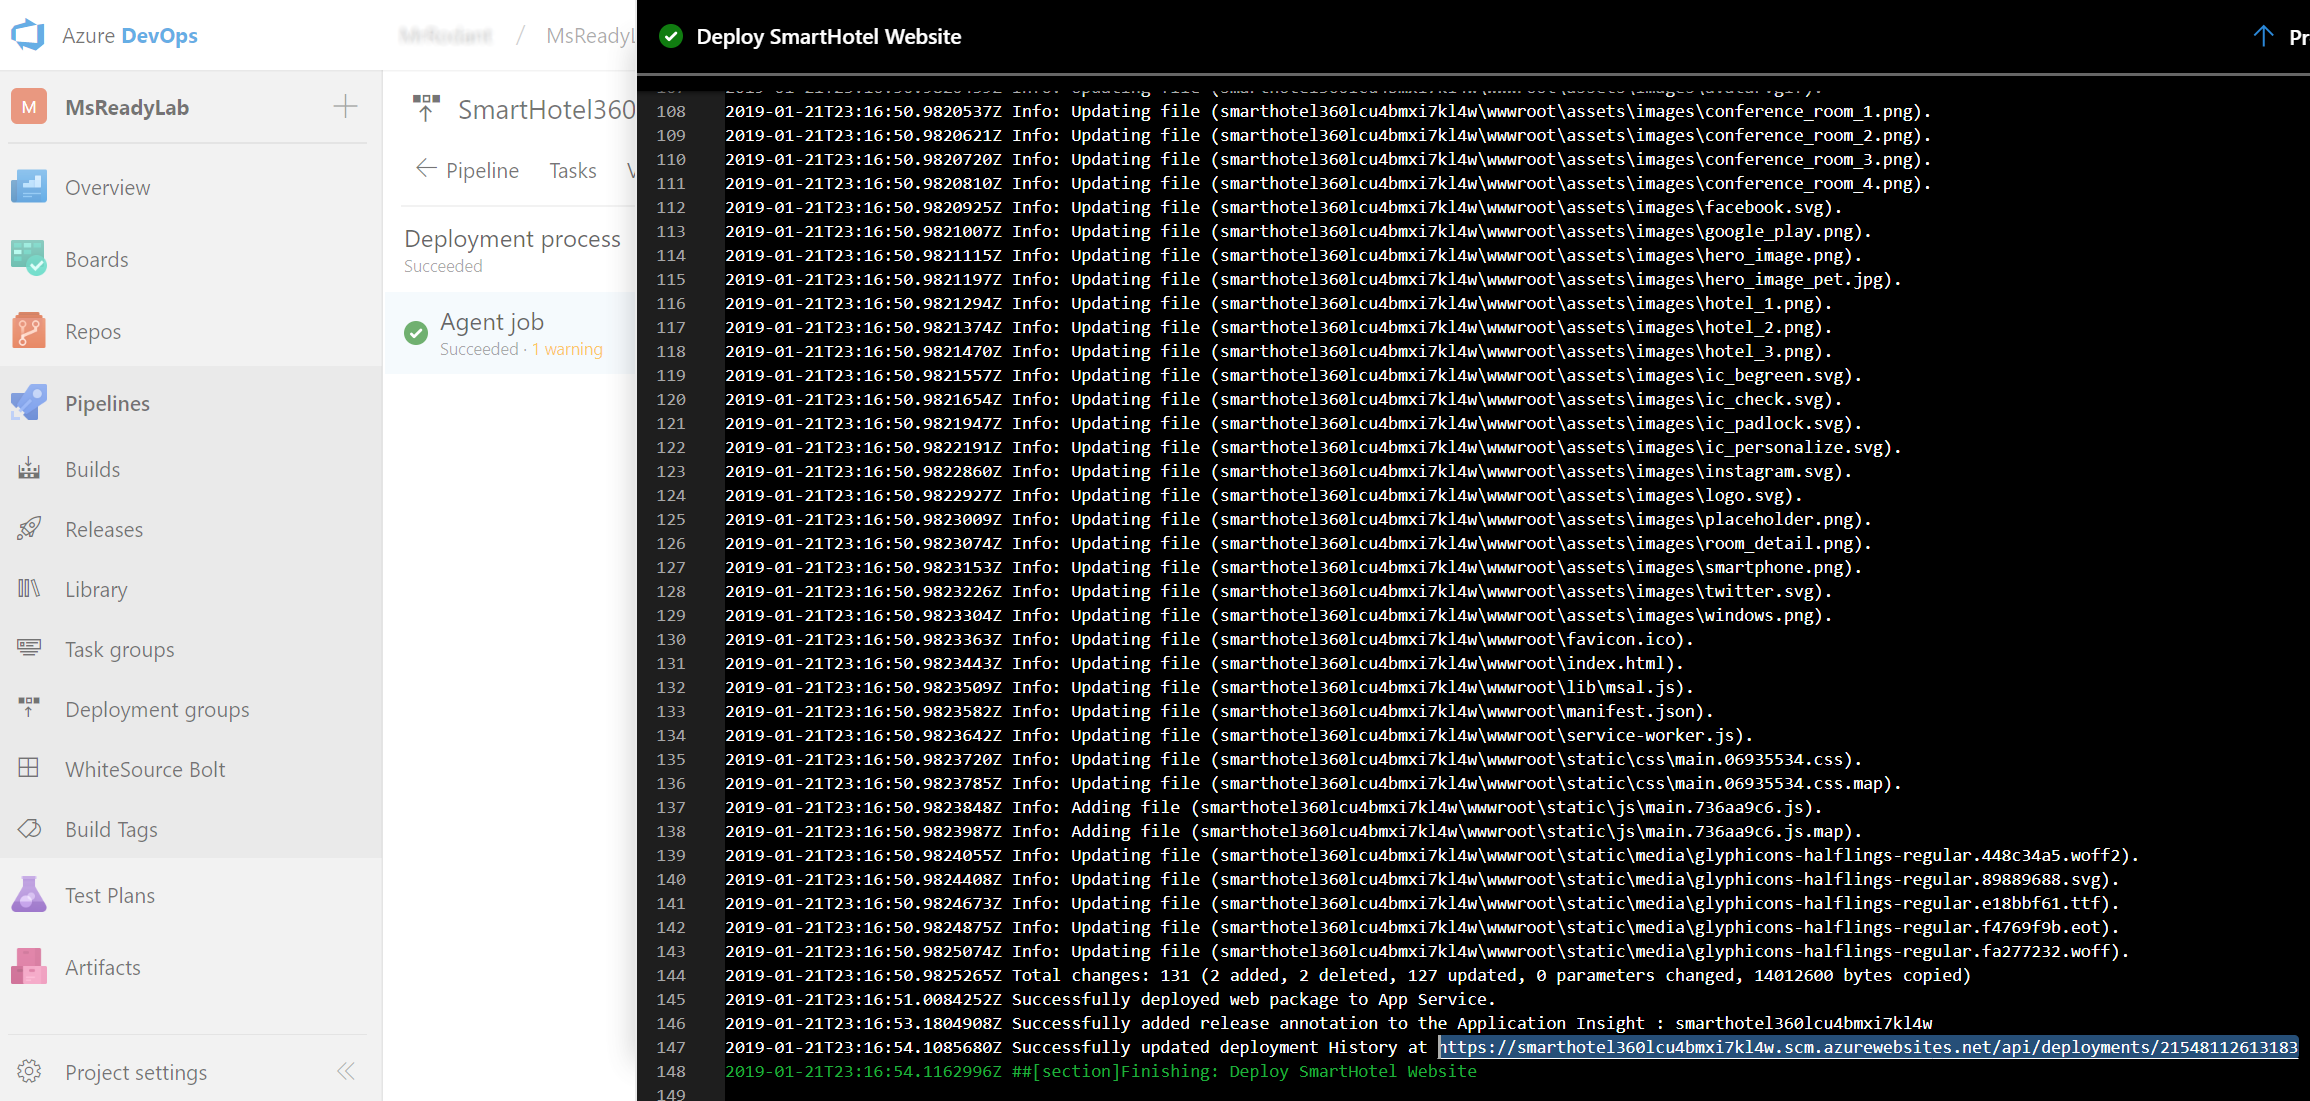 Azure DevOps
/ MsReadyL
M MsReadyLab
Overview
Boards
Repos
Pipelines
Builds
Releases
Library
Task groups
Deployment groups
WhiteSource Bolt
Build Tags
Test Plans
Artifacts
Project settings
SmartHotel360
Pipeline Tasks V
Deployment process
Succeeded
Agent job
Succeeded · 1 warning
Deploy SmartHotel Website
Pr
108 2019-01-21T23:16:50.9820537Z Info: Updating file (smarthotel360lcu4bmxi7kl4w\wwwroot\assets\images\conference_room_1.png).
109 2019-01-21T23:16:50.9820621Z Info: Updating file (smarthotel360lcu4bmxi7kl4w\wwwroot\assets\images\conference_room_2.png).
110 2019-01-21T23:16:50.9820720Z Info: Updating file (smarthotel360lcu4bmxi7kl4w\wwwroot\assets\images\conference_room_3.png).
111 2019-01-21T23:16:50.9820810Z Info: Updating file (smarthotel360lcu4bmxi7kl4w\wwwroot\assets\images\conference_room_4.png).
112 2019-01-21T23:16:50.9820925Z Info: Updating file (smarthotel360lcu4bmxi7kl4w\wwwroot\assets\images\facebook.svg).
113 2019-01-21T23:16:50.9821007Z Info: Updating file (smarthotel360lcu4bmxi7kl4w\wwwroot\assets\images\google_play.png).
114 2019-01-21T23:16:50.9821115Z Info: Updating file (smarthotel360lcu4bmxi7kl4w\wwwroot\assets\images\hero_image.png).
115 2019-01-21T23:16:50.9821197Z Info: Updating file (smarthotel360lcu4bmxi7kl4w\wwwroot\assets\images\hero_image_pet.jpg).
116 2019-01-21T23:16:50.9821294Z Info: Updating file (smarthotel360lcu4bmxi7kl4w\wwwroot\assets\images\hotel_1.png).
117 2019-01-21T23:16:50.9821374Z Info: Updating file (smarthotel360lcu4bmxi7kl4w\wwwroot\assets\images\hotel_2.png).
118 2019-01-21T23:16:50.9821470Z Info: Updating file (smarthotel360lcu4bmxi7kl4w\wwwroot\assets\images\hotel_3.png).
119 2019-01-21T23:16:50.9821557Z Info: Updating file (smarthotel360lcu4bmxi7kl4w\wwwroot\assets\images\ic_begreen.svg).
120 2019-01-21T23:16:50.9821654Z Info: Updating file (smarthotel360lcu4bmxi7kl4w\wwwroot\assets\images\ic_check.svg).
121 2019-01-21T23:16:50.9821947Z Info: Updating file (smarthotel360lcu4bmxi7kl4w\wwwroot\assets\images\ic_padlock.svg).
122 2019-01-21T23:16:50.9822191Z Info: Updating file (smarthotel360lcu4bmxi7kl4w\wwwroot\assets\images\ic_personalize.svg).
123 2019-01-21T23:16:50.9822860Z Info: Updating file (smarthotel360lcu4bmxi7kl4w\wwwroot\assets\images\instagram.svg).
124 2019-01-21T23:16:50.9822927Z Info: Updating file (smarthotel360lcu4bmxi7kl4w\wwwroot\assets\images\logo.svg).
125 2019-01-21T23:16:50.9823009Z Info: Updating file (smarthotel360lcu4bmxi7kl4w\wwwroot\assets\images\placeholder.png).
126 2019-01-21T23:16:50.9823074Z Info: Updating file (smarthotel360lcu4bmxi7kl4w\wwwroot\assets\images\room_detail.png).
127 2019-01-21T23:16:50.9823153Z Info: Updating file (smarthotel360lcu4bmxi7kl4w\wwwroot\assets\images\smartphone.png).
128 2019-01-21T23:16:50.9823226Z Info: Updating file (smarthotel360lcu4bmxi7kl4w\wwwroot\assets\images\twitter.svg).
129 2019-01-21T23:16:50.9823304Z Info: Updating file (smarthotel360lcu4bmxi7kl4w\wwwroot\assets\images\windows.png).
130 2019-01-21T23:16:50.9823363Z Info: Updating file (smarthotel360lcu4bmxi7kl4w\wwwroot\favicon.ico).
131 2019-01-21T23:16:50.9823443Z Info: Updating file (smarthotel360lcu4bmxi7kl4w\wwwroot\index.html).
132 2019-01-21T23:16:50.9823509Z Info: Updating file (smarthotel360lcu4bmxi7kl4w\wwwroot\lib\msal.js).
133 2019-01-21T23:16:50.9823582Z Info: Updating file (smarthotel360lcu4bmxi7kl4w\wwwroot\manifest.json).
134 2019-01-21T23:16:50.9823642Z Info: Updating file (smarthotel360lcu4bmxi7kl4w\wwwroot\service-worker.js).
135 2019-01-21T23:16:50.9823720Z Info: Updating file (smarthotel360lcu4bmxi7kl4w\wwwroot\static\css\main.06935534.css).
136 2019-01-21T23:16:50.9823785Z Info: Updating file (smarthotel360lcu4bmxi7kl4w\wwwroot\static\css\main.06935534.css.map).
137 2019-01-21T23:16:50.9823848Z Info: Adding file (smarthotel360lcu4bmxi7kl4w\wwwroot\static\js\main.736aa9c6.js).
138 2019-01-21T23:16:50.9823987Z Info: Adding file (smarthotel360lcu4bmxi7kl4w\wwwroot\static\js\main.736aa9c6.js.map).
139 2019-01-21T23:16:50.9824055Z Info: Updating file (smarthotel360lcu4bmxi7kl4w\wwwroot\static\media\glyphicons-halflings-regular.448c34a5.woff2).
140 2019-01-21T23:16:50.9824408Z Info: Updating file (smarthotel360lcu4bmxi7kl4w\wwwroot\static\media\glyphicons-halflings-regular.89889688.svg).
141 2019-01-21T23:16:50.9824673Z Info: Updating file (smarthotel360lcu4bmxi7kl4w\wwwroot\static\media\glyphicons-halflings-regular.e18bbf61.ttf).
142 2019-01-21T23:16:50.9824875Z Info: Updating file (smarthotel360lcu4bmxi7kl4w\wwwroot\static\media\glyphicons-halflings-regular.f4769f9b.eot).
143 2019-01-21T23:16:50.9825074Z Info: Updating file (smarthotel360lcu4bmxi7kl4w\wwwroot\static\media\glyphicons-halflings-regular.fa277232.woff).
144 2019-01-21T23:16:50.9825265Z Total changes: 131 (2 added, 2 deleted, 127 updated, 0 parameters changed, 14012600 bytes copied)
145 2019-01-21T23:16:51.0084252Z Successfully deployed web package to App Service.
146 2019-01-21T23:16:53.1804908Z Successfully added release annotation to the Application Insight : smarthotel360lcu4bmxi7kl4w
147 2019-01-21T23:16:54.1085680Z Successfully updated deployment History at https://smarthotel360lcu4bmxi7kl4w.scm.azurewebsites.net/api/deployments/21548112613183
148 2019-01-21T23:16:54.1162996Z ##[section]Finishing: Deploy SmartHotel Website
149